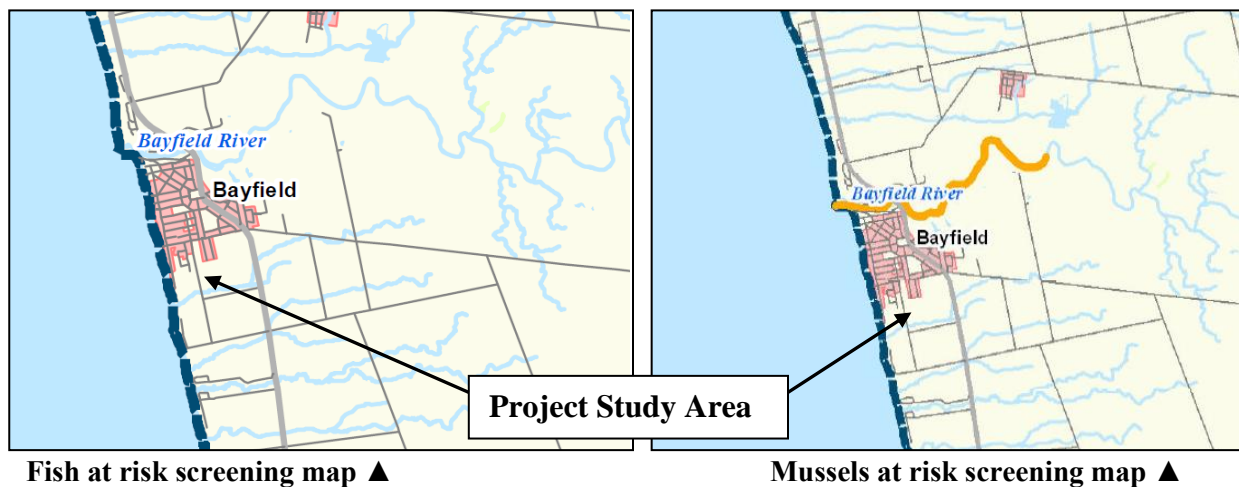 Bayfield River
Bayfield
Bayfield River
Bayfield
Project Study Area
Fish at risk screening map ▲
Mussels at risk screening map ▲